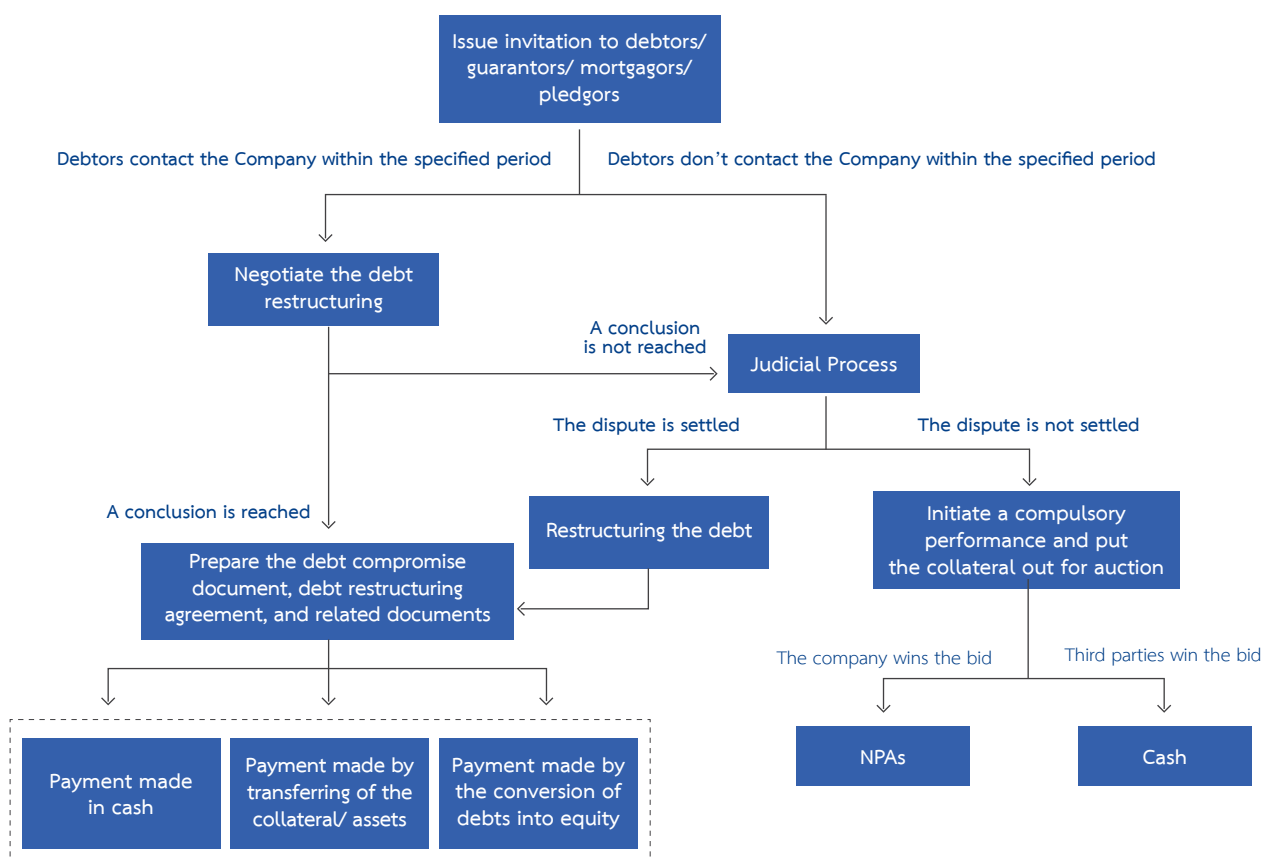 Issue invitation to debtors/
guarantors/ mortgagors/
pledgors
Debtors contact the Company within the specified period
Debtors don't contact the Company within the specified period
Negotiate the debt
restructuring
A conclusion
is not reached
Judicial Process
The dispute is settled
The dispute is not settled
A conclusion is reached
Restructuring the debt
Initiate a compulsory
performance and put
the collateral out for auction
Prepare the debt compromise
document, debt restructuring
agreement, and related documents
The company wins the bid
Third parties win the bid
Payment made
in cash
Payment made by
transferring of the
collateral/ assets
Payment made by
the conversion of
debts into equity
NPAs
Cash